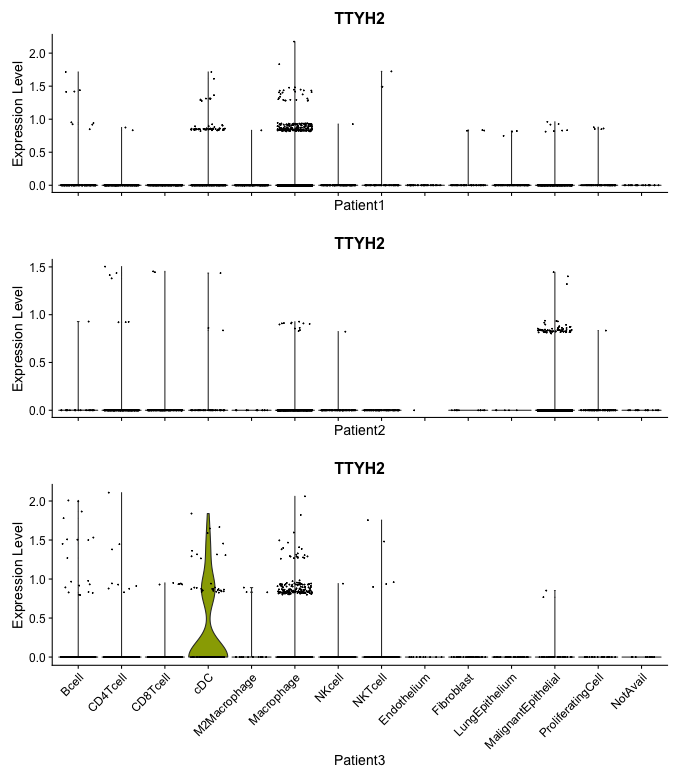 TTYH2
Expression Level
2.0
1.5
1.0
0.5
0.0
Patient1
TTYH2
Expression Level
1.5
1.0
0.5
0.0
Patient2
TTYH2
Expression Level
2.0
1.5
1.0
0.5
0.0
Bcell
CD4Tcell
CD8Tcell
cDC
M2Macrophage
Macrophage
NKcell
NKTcell
Endothelium
Fibroblast
LungEpithelium
MalignantEpithelial
ProliferatingCell
NotAvail
Patient3